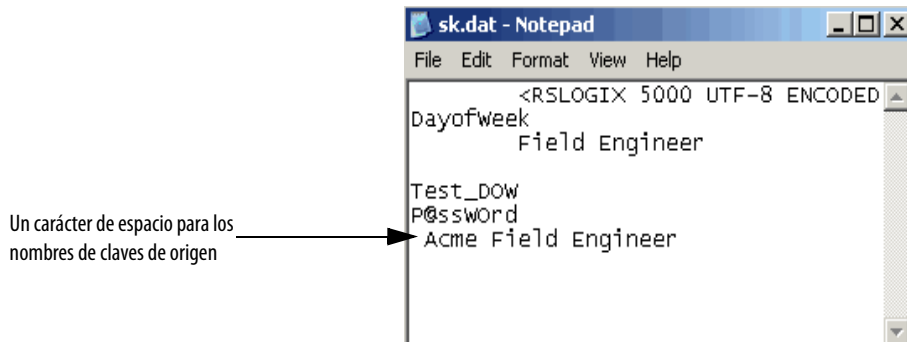 sk.dat - Notepad
File Edit Format View Help
<RSLOGIX 5000 UTF-8 ENCODED
DayofWeek
Field Engineer
Test_DOW
P@ssWOrd
Acme Field Engineer
Un carácter de espacio para los
nombres de claves de origen